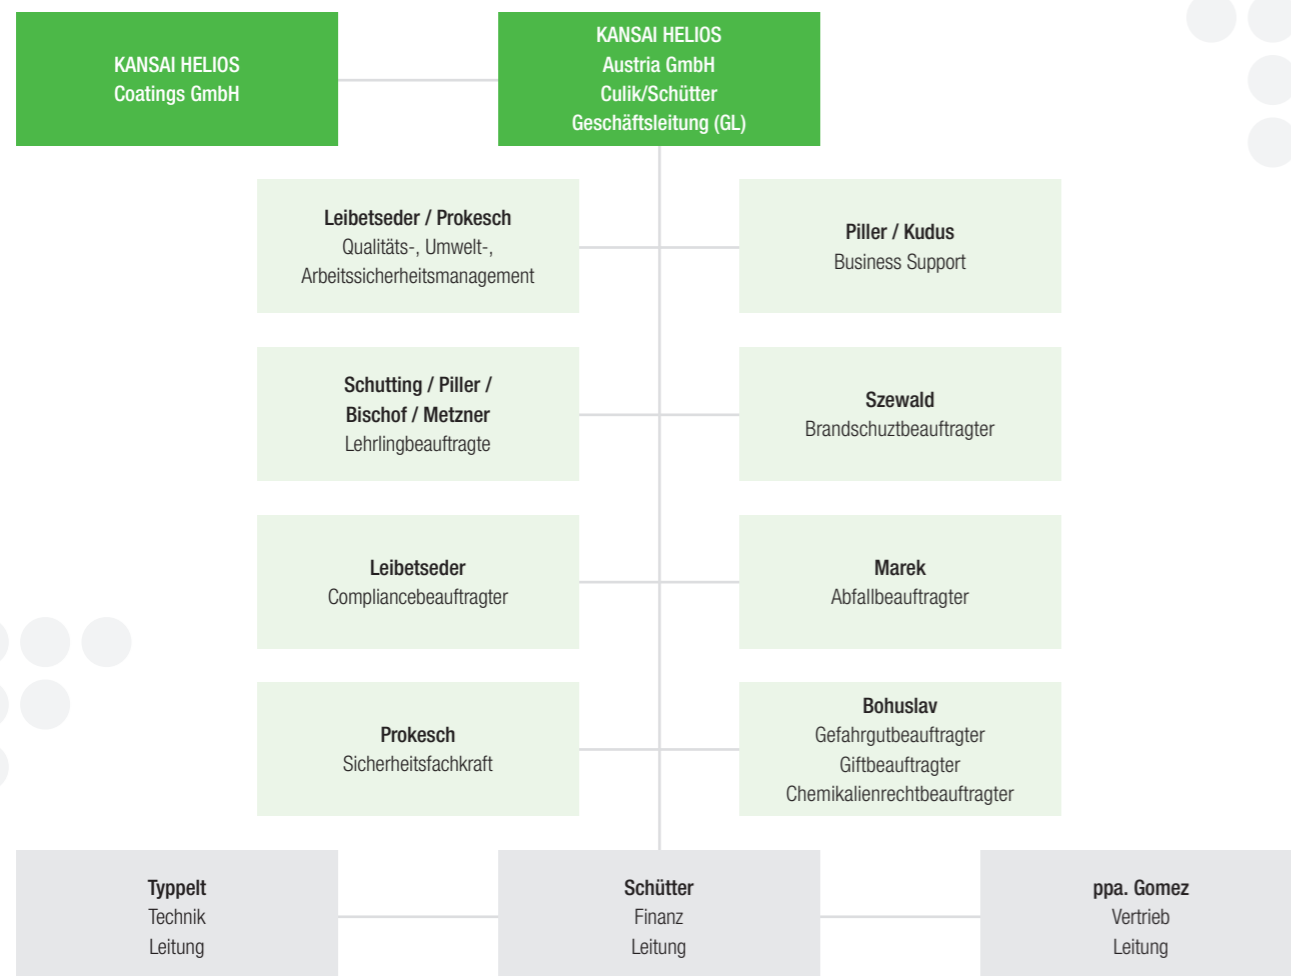 KANSAI HELIOS
Coatings GmbH
KANSAI HELIOS
Austria GmbH
Culik/Schütter
Geschäftsleitung (GL)
Leibetseder / Prokesch
Qualitäts-, Umwelt-,
Arbeitssicherheitsmanagement
Piller / Kudus
Business Support
Schutting / Piller /
Bischof / Metzner
Lehrlingbeauftragte
Szewald
Brandschuztbeauftragter
Leibetseder
Compliancebeauftragter
Marek
Abfallbeauftragter
Prokesch
Sicherheitsfachkraft
Bohuslav
Gefahrgutbeauftragter
Giftbeauftragter
Chemikalienrechtbeauftragter
Typpelt
Technik
Leitung
Schütter
Finanz
Leitung
ppa. Gomez
Vertrieb
Leitung